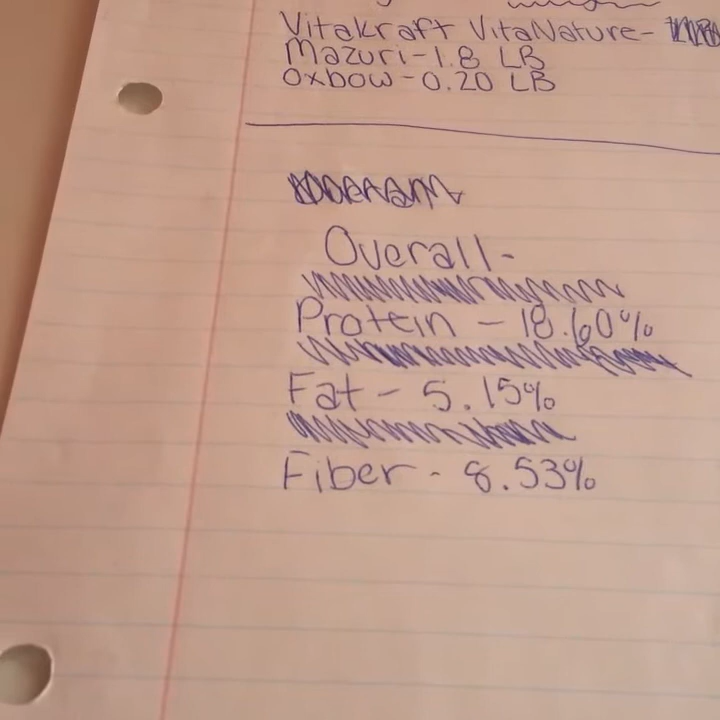 Vitakraft VitaNature-
Mazuri-1.8 LB
Oxbow-0.20 LB
Overall-
Protein - 18.60%
Fat - 5.15%
Fiber - 8.53%